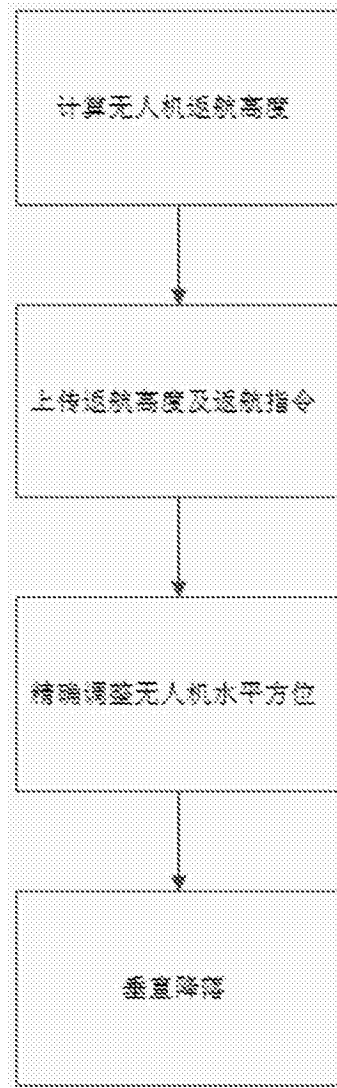 计算无人机返航高度
上传返航高度及返航指令
精确调整无人机水平方位
垂直降落